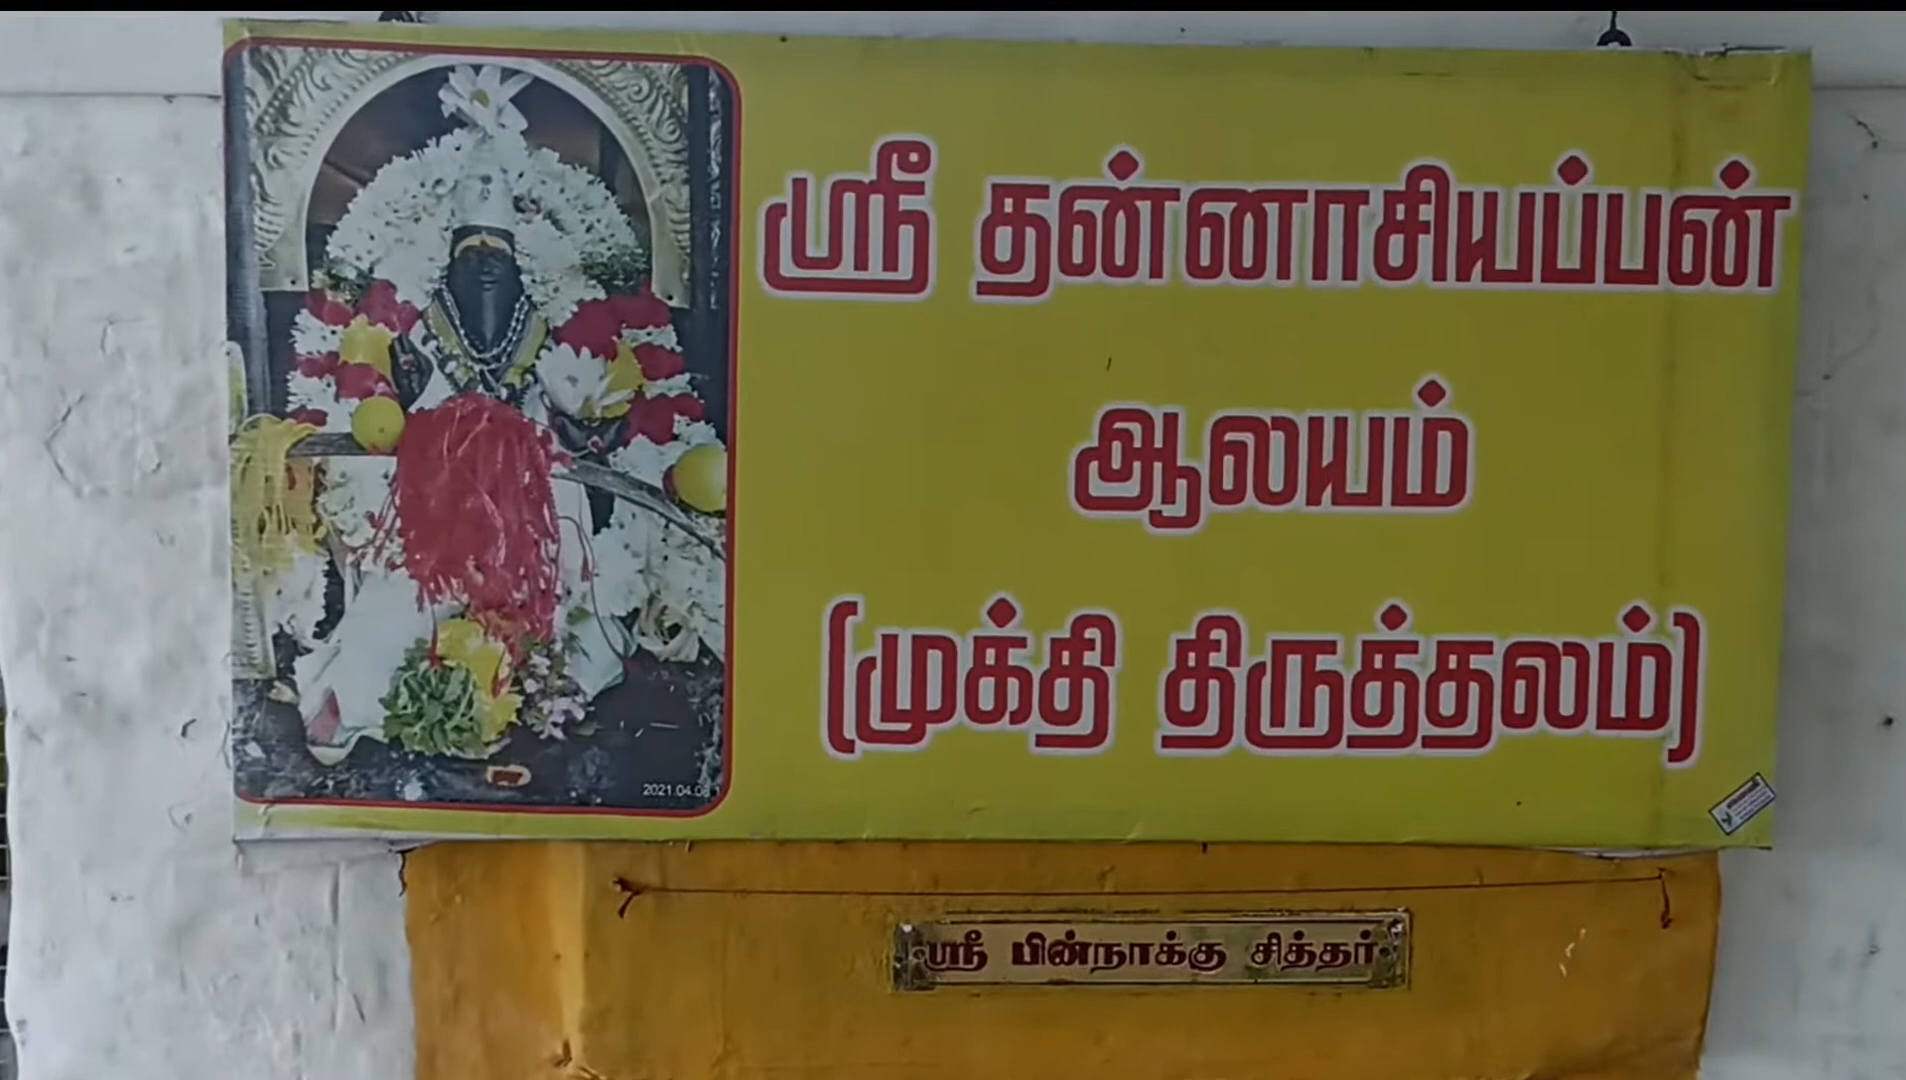 ஸ்ரீ தன்னாசியப்பன்
ஆலயம்
(முக்தி திருத்தலம்)
2021.04.08
ஸ்ரீ பின்நாக்கு சித்தர்